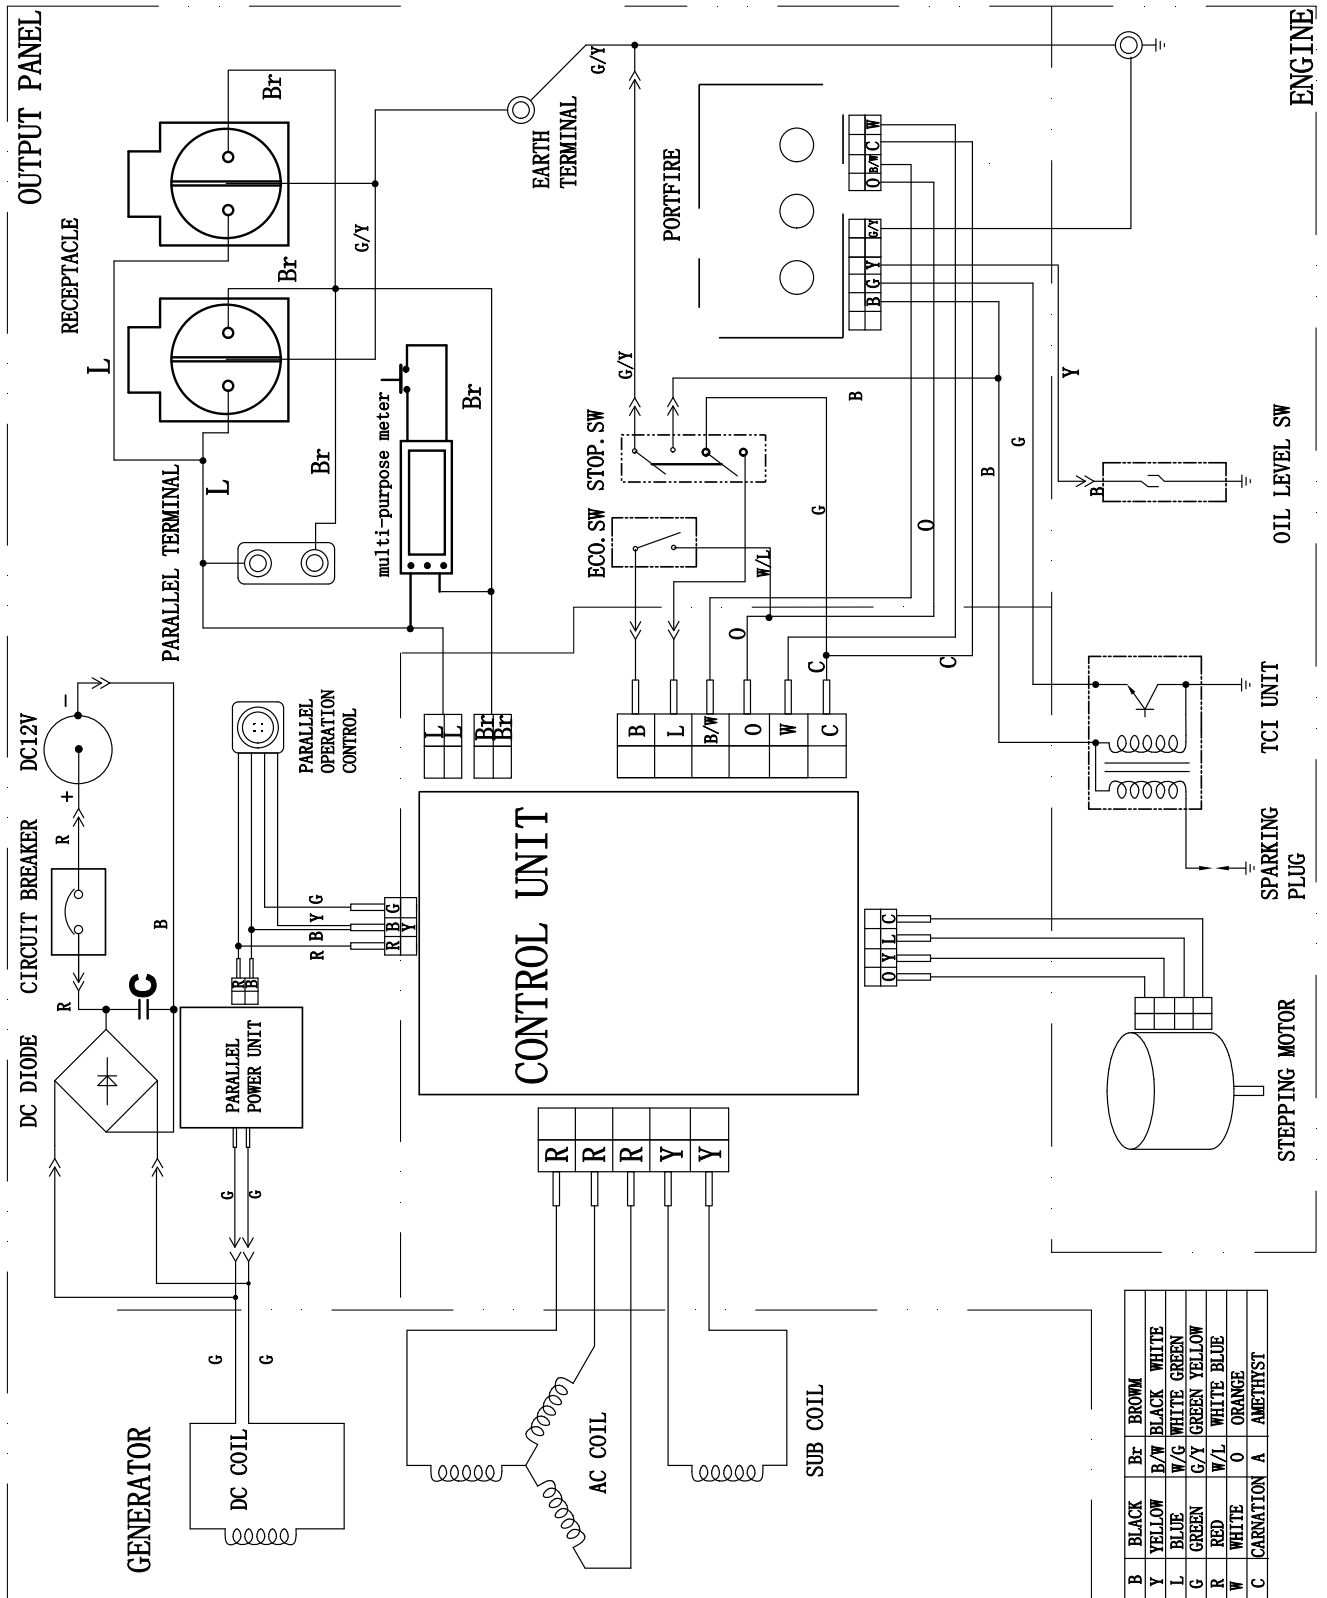 OUTPUT PANEL
ENGINE
GENERATOR
RECEPTACLE
Br
Br
L
G/Y
EARTH
TERMINAL
G/Y
PORTFIRE
W
C
B/W
O
G/Y
Y
G
B
PARALLEL TERMINAL
L
Br
Br
multi-purpose meter
G/Y
STOP.SW
ECO.SW
B
G
B
G
Y
O
W/L
O
C
C
B
OIL LEVEL SW
DC12V
+
−
R
CIRCUIT BREAKER
R
B
C
DC DIODE
PARALLEL
OPERATION
CONTROL
L
L
Br
Br
B
L
B/W
O
W
C
TCI UNIT
SPARKING
PLUG
CONTROL UNIT
R B Y G
R B G
Y
R
B
PARALLEL
POWER UNIT
G
G
O Y L C
STEPPING MOTOR
R
R
R
Y
Y
G
G
DC COIL
AC COIL
SUB COIL
B BLACK Br BROWM
Y YELLOW B/W BLACK WHITE
L BLUE W/G WHITE GREEN
G GREEN G/Y GREEN YELLOW
R RED W/L WHITE BLUE
W WHITE O ORANGE
C CARNATION A AMETHYST